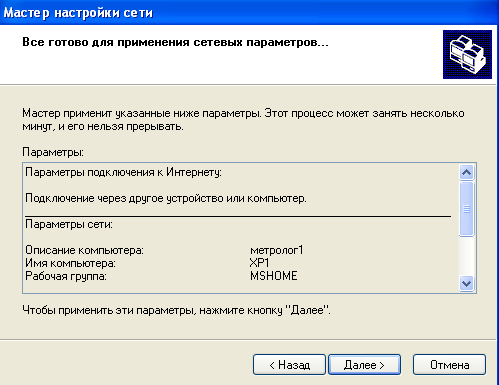 Мастер настройки сети
Все готово для применения сетевых параметров...
Мастер применит указанные ниже параметры. Этот процесс может занять несколько
минут, и его нельзя прерывать.
Параметры:
Параметры подключения к Интернету:
Подключение через другое устройство или компьютер.
Параметры сети:
Описание компьютера: метролог1
Имя компьютера: XP1
Рабочая группа: MSHOME
Чтобы применить эти параметры, нажмите кнопку "Далее".
< Назад Далее > Отмена